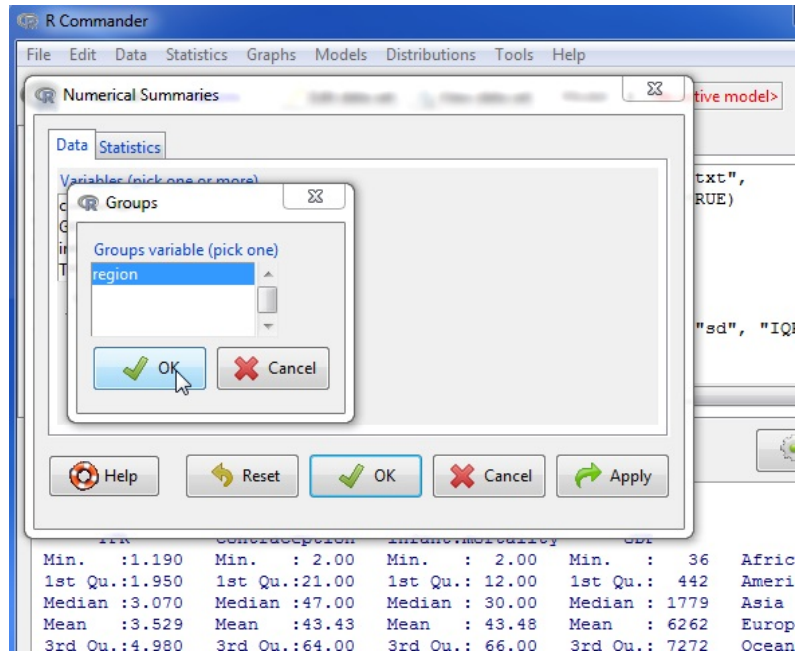 R Commander
File Edit Data Statistics Graphs Models Distributions Tools Help
Numerical Summaries
tive model>
Data Statistics
Variables (pick one or more)
txt",
RUE)
Groups
Groups variable (pick one)
region
"sd", "IQ
OK Cancel
Help Reset OK Cancel Apply
Min. :1.190 Min. : 2.00 Min. : 2.00 Min. : 36 Afric
1st Qu.:1.950 1st Qu.:21.00 1st Qu.: 12.00 1st Qu.: 442 Ameri
Median :3.070 Median :47.00 Median : 30.00 Median : 1779 Asia
Mean :3.529 Mean :43.43 Mean : 43.48 Mean : 6262 Europ
3rd Qu.:4.980 3rd Qu.:64.00 3rd Qu.: 66.00 3rd Qu.: 7272 Ocean